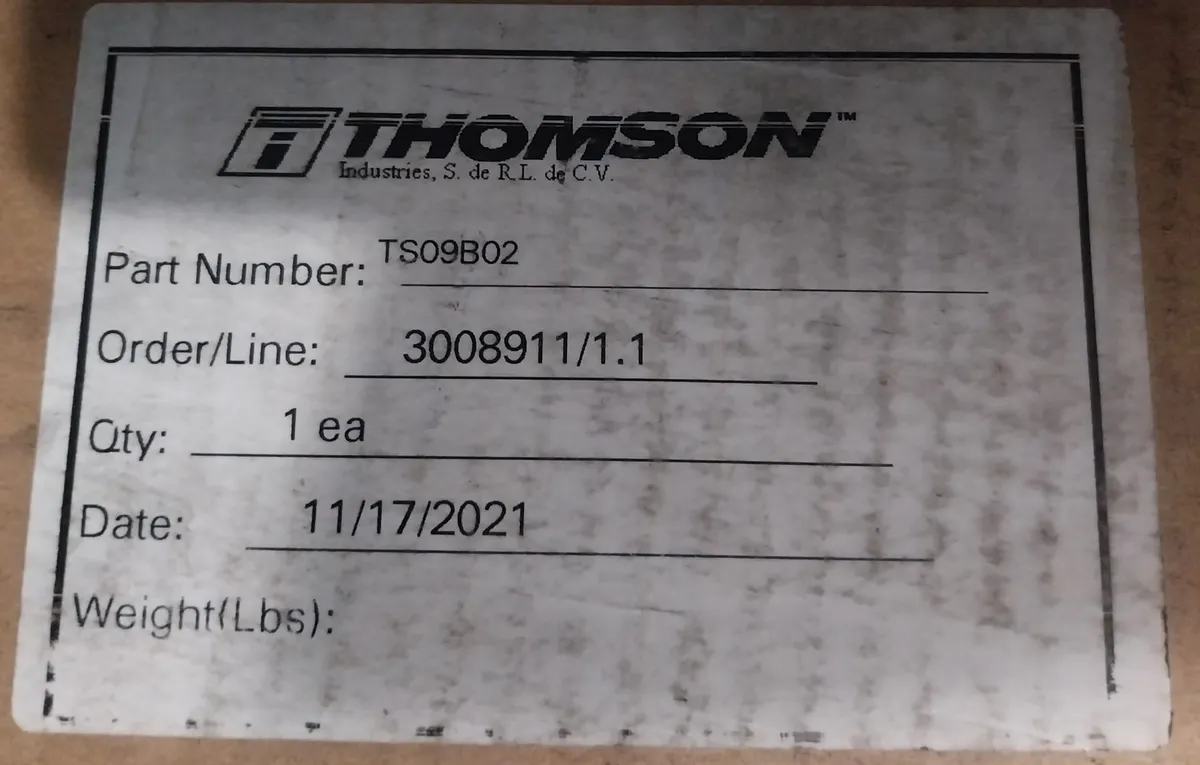 THOMSON™
Industries, S. de R.L. de C.V.
Part Number: TS09B02
Order/Line: 3008911/1.1
Qty: 1 ea
Date: 11/17/2021
Weight(Lbs):